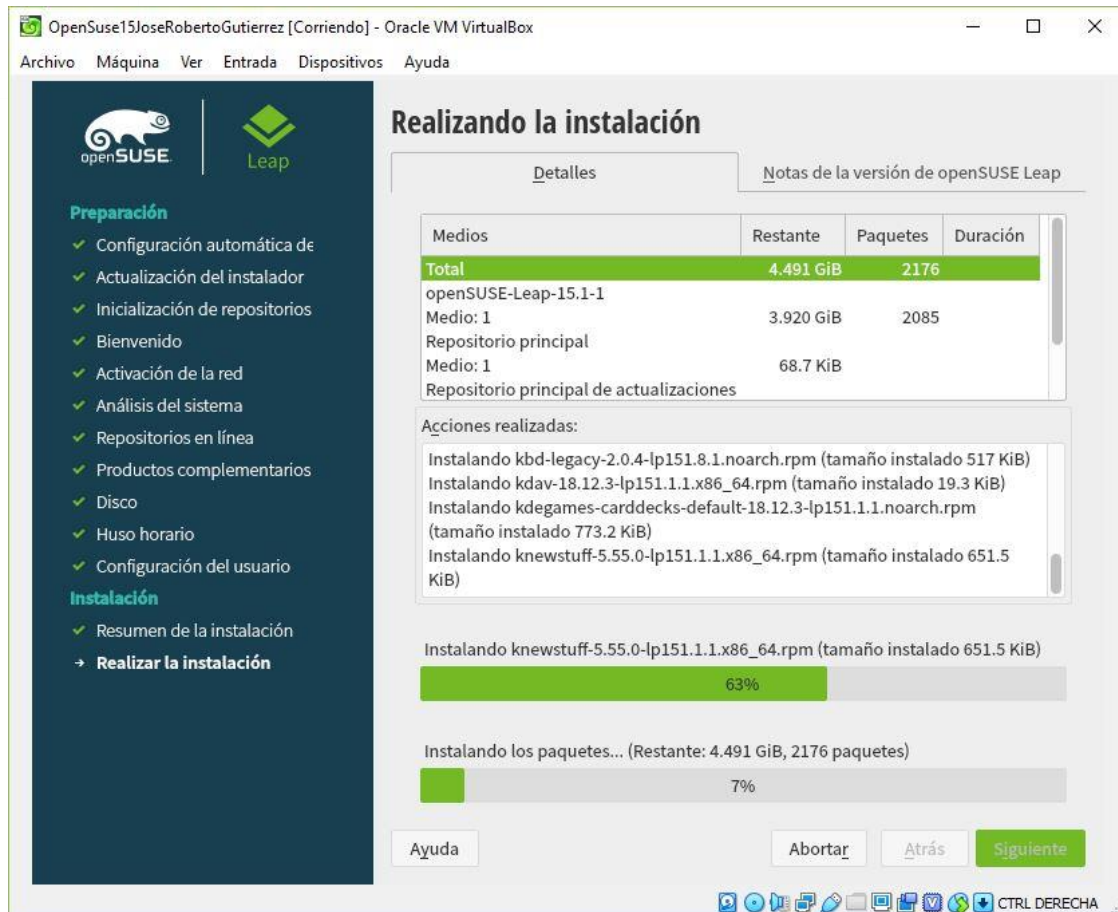 OpenSuse15JoseRobertoGutierrez [Corriendo] - Oracle VM VirtualBox
Archivo Máquina Ver Entrada Dispositivos Ayuda
openSUSE
Leap
Preparación
Configuración automática de
Actualización del instalador
Inicialización de repositorios
Bienvenido
Activación de la red
Análisis del sistema
Repositorios en línea
Productos complementarios
Disco
Huso horario
Configuración del usuario
Instalación
Resumen de la instalación
Realizar la instalación
Realizando la instalación
Detalles
Notas de la versión de openSUSE Leap
Medios Restante Paquetes Duración
Total 4.491 GiB 2176
openSUSE-Leap-15.1-1
Medio: 1 3.920 GiB 2085
Repositorio principal
Medio: 1 68.7 KiB
Repositorio principal de actualizaciones
Acciones realizadas:
Instalando kbd-legacy-2.0.4-lp151.8.1.noarch.rpm (tamaño instalado 517 KiB)
Instalando kdav-18.12.3-lp151.1.1.x86_64.rpm (tamaño instalado 19.3 KiB)
Instalando kdegames-carddecks-default-18.12.3-lp151.1.1.noarch.rpm
(tamaño instalado 773.2 KiB)
Instalando knewstuff-5.55.0-lp151.1.1.x86_64.rpm (tamaño instalado 651.5
KiB)
Instalando knewstuff-5.55.0-lp151.1.1.x86_64.rpm (tamaño instalado 651.5 KiB)
63%
Instalando los paquetes... (Restante: 4.491 GiB, 2176 paquetes)
7%
Ayuda Abortar Atrás Siguiente
CTRL DERECHA